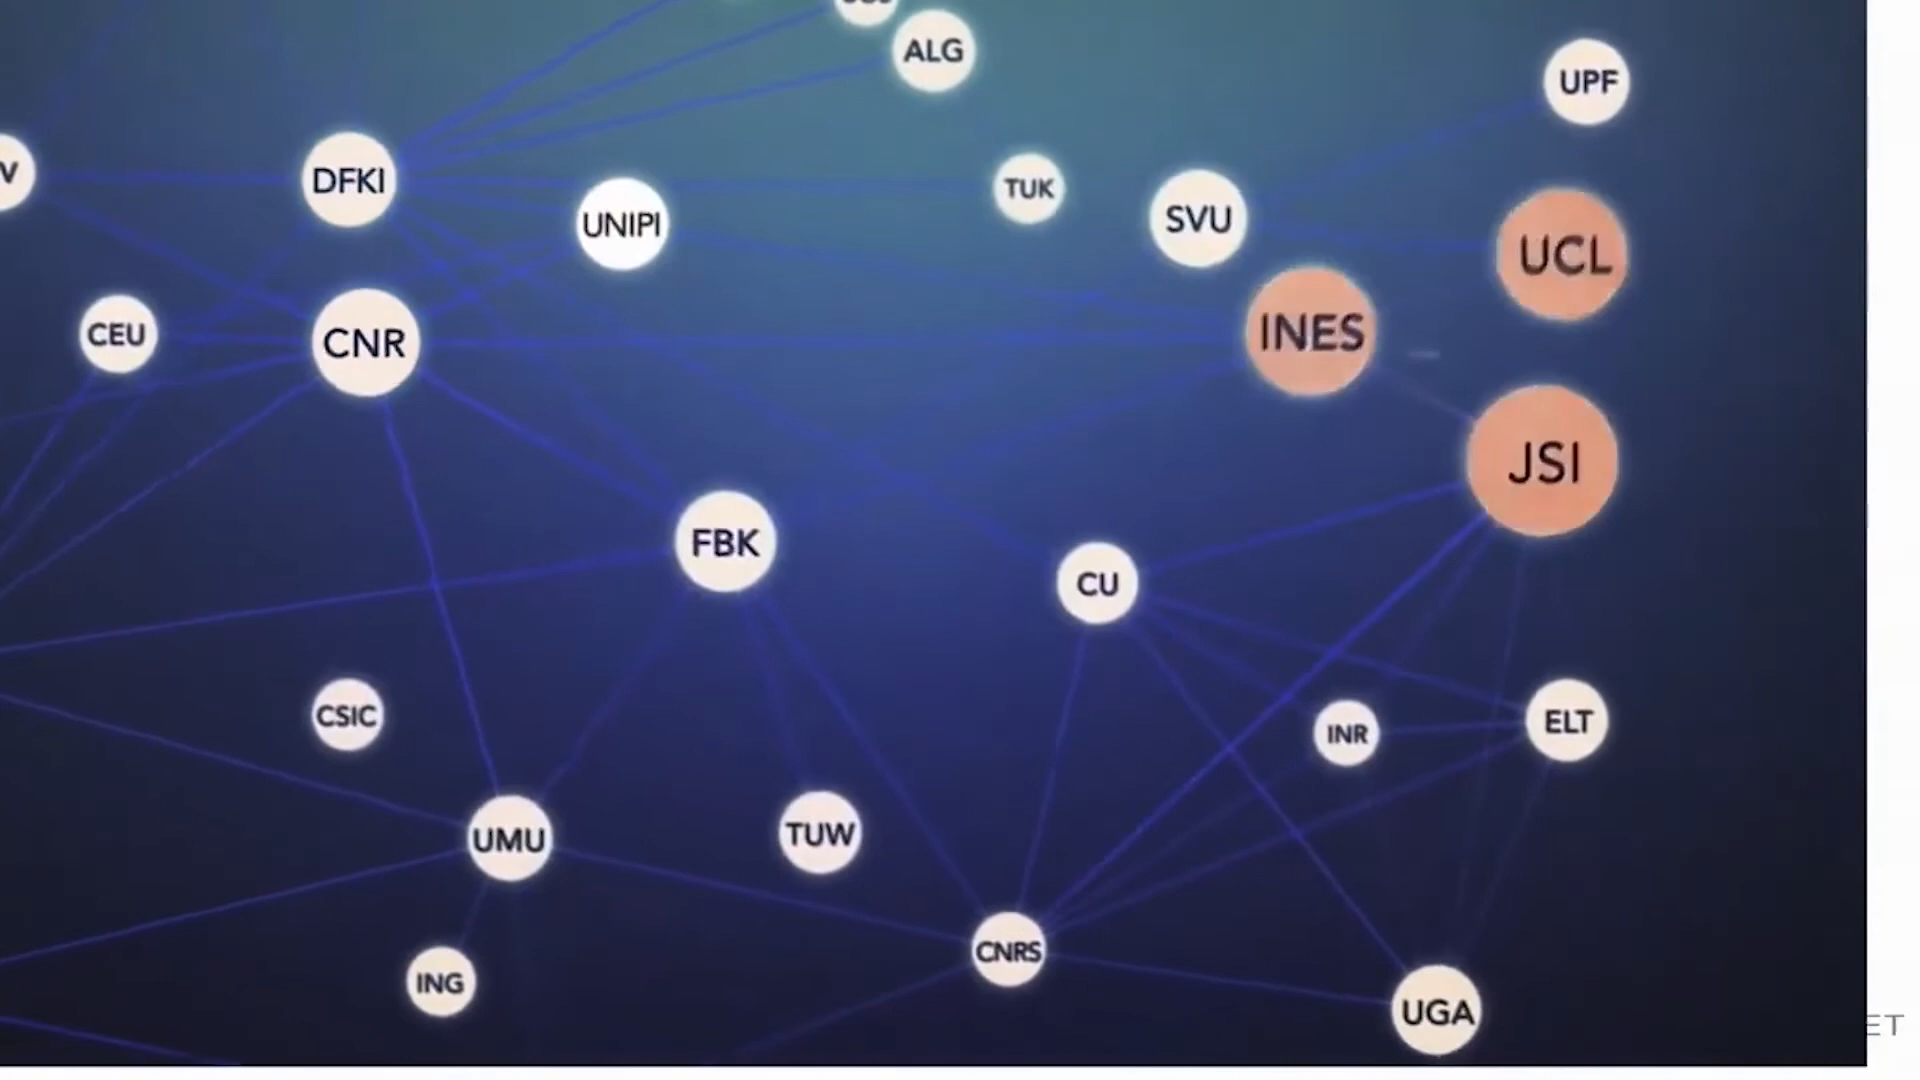 ALG
UPF
DFKI
V
TUK
UNIPI
SVU
UCL
INES
CEU
CNR
JSI
FBK
CU
CSIC
INR
ELT
UMU
TUW
CNRS
ING
UGA
ET